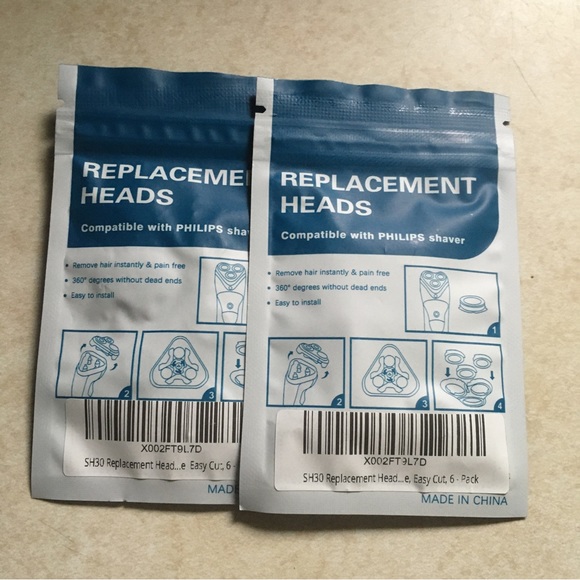 REPLACEME
HEADS
Compatible with PHILIPS shav
• Remove hair instantly & pain free
• 360° degrees without dead ends
• Easy to install
2
3
X002FT9L7D
SH30 Replacement Head...e, Easy Cut, 6 -
MAD
REPLACEMENT
HEADS
Compatible with PHILIPS shaver
• Remove hair instantly & pain free
• 360° degrees without dead ends
• Easy to install
1
2
3
4
X002FT9L7D
SH30 Replacement Head...e, Easy Cut, 6 - Pack
MADE IN CHINA